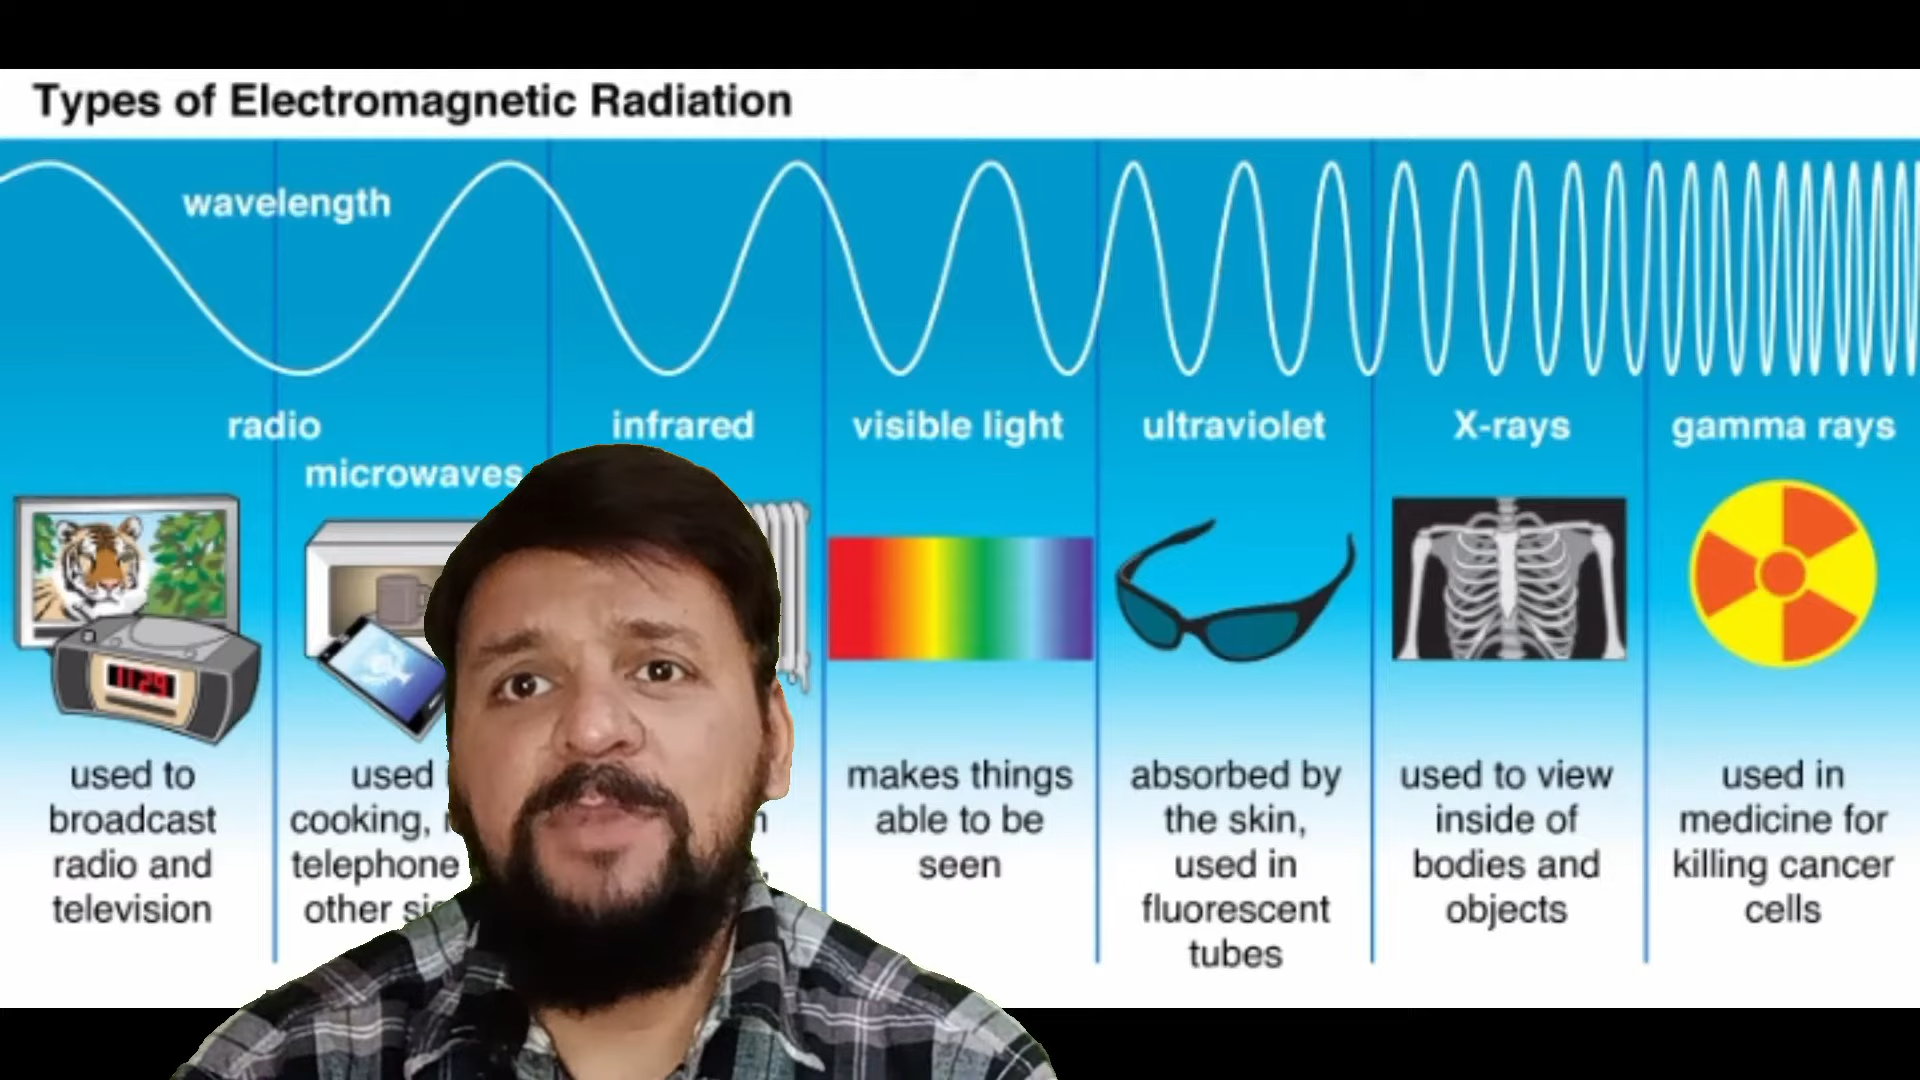 Types of Electromagnetic Radiation
wavelength
radio
microwaves
infrared
visible light
ultraviolet
X-rays
gamma rays
11:29
used to
broadcast
radio and
television
used
cooking,
telephone
other
makes things
able to be
seen
absorbed by
the skin,
used in
fluorescent
tubes
used to view
inside of
bodies and
objects
used in
medicine for
killing cancer
cells